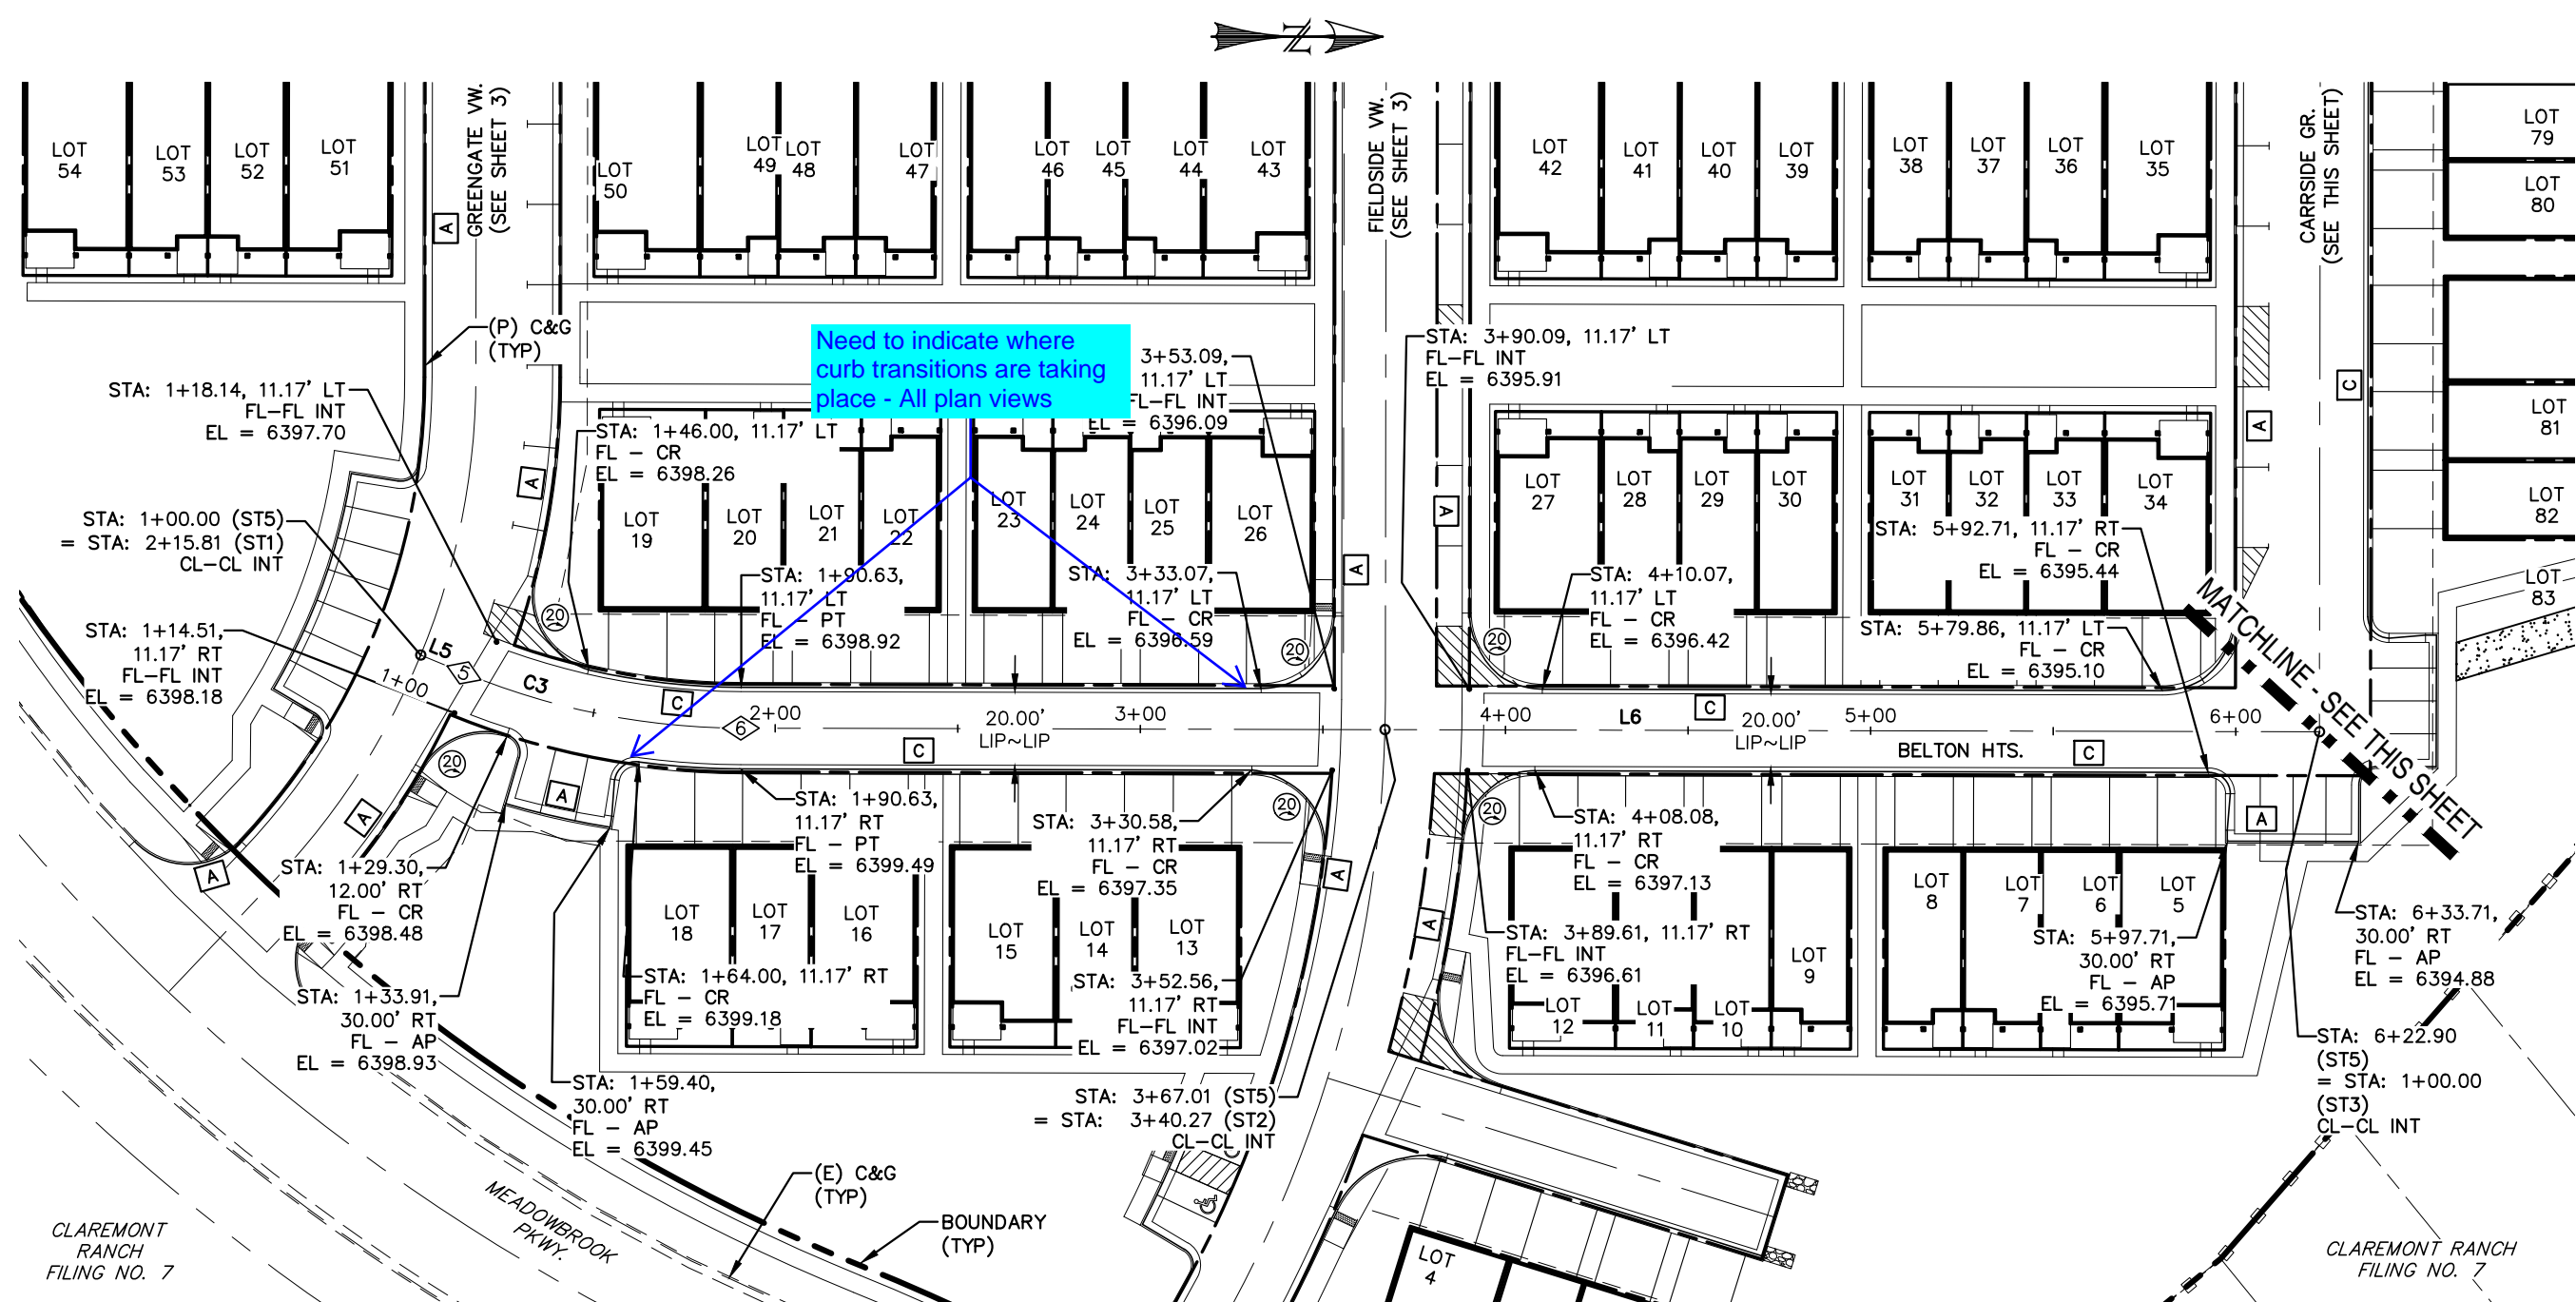 N
LOT
54
LOT
53
LOT
52
LOT
51
A
GREENGATE VW.
(SEE SHEET 3)
LOT
50
LOT
49
LOT
48
LOT
47
LOT
46
LOT
45
LOT
44
LOT
43
FIELDSIDE VW.
(SEE SHEET 3)
LOT
42
LOT
41
LOT
40
LOT
39
LOT
38
LOT
37
LOT
36
LOT
35
CARRSIDE GR.
(SEE THIS SHEET)
LOT
79
LOT
80
(P) C&G
(TYP)
Need to indicate where
curb transitions are taking
place - All plan views
3+53.09,
11.17' LT
FL-FL INT
EL = 6396.09
STA: 3+90.09, 11.17' LT
FL-FL INT
EL = 6395.91
STA: 1+18.14, 11.17' LT
FL-FL INT
EL = 6397.70
STA: 1+46.00, 11.17' LT
FL - CR
EL = 6398.26
C
A
LOT
81
LOT
82
LOT
83
A
A
A
STA: 1+00.00 (ST5)
= STA: 2+15.81 (ST1)
CL-CL INT
LOT
19
LOT
20
LOT
21
LOT
22
LOT
23
LOT
24
LOT
25
LOT
26
LOT
27
LOT
28
LOT
29
LOT
30
LOT
31
LOT
32
LOT
33
LOT
34
STA: 5+92.71, 11.17' RT
FL - CR
EL = 6395.44
STA: 1+90.63,
11.17' LT
FL - PT
EL = 6398.92
STA: 3+33.07,
11.17' LT
FL - CR
EL = 6396.59
STA: 4+10.07,
11.17' LT
FL - CR
EL = 6396.42
STA: 5+79.86, 11.17' LT
FL - CR
EL = 6395.10
MATCHLINE - SEE THIS SHEET
STA: 1+14.51,
11.17' RT
FL-FL INT
EL = 6398.18
20
20
20
L5
5
1+00
C3
C
6
2+00
20.00'
LIP~LIP
3+00
C
4+00
L6
C
20.00'
LIP~LIP
5+00
BELTON HTS.
C
6+00
20
A
A
A
20
20
A
A
A
STA: 1+29.30,
12.00' RT
FL - CR
EL = 6398.48
STA: 1+90.63,
11.17' RT
FL - PT
EL = 6399.49
STA: 3+30.58,
11.17' RT
FL - CR
EL = 6397.35
STA: 4+08.08,
11.17' RT
FL - CR
EL = 6397.13
LOT
18
LOT
17
LOT
16
LOT
15
LOT
14
LOT
13
LOT
12
LOT
11
LOT
10
LOT
9
LOT
8
LOT
7
LOT
6
LOT
5
STA: 3+89.61, 11.17' RT
FL-FL INT
EL = 6396.61
STA: 5+97.71,
30.00' RT
FL - AP
EL = 6395.71
STA: 6+33.71,
30.00' RT
FL - AP
EL = 6394.88
STA: 1+33.91,
30.00' RT
FL - AP
EL = 6398.93
STA: 1+64.00, 11.17' RT
FL - CR
EL = 6399.18
STA: 3+52.56,
11.17' RT
FL-FL INT
EL = 6397.02
STA: 6+22.90
(ST5)
= STA: 1+00.00
(ST3)
CL-CL INT
STA: 1+59.40,
30.00' RT
FL - AP
EL = 6399.45
STA: 3+67.01 (ST5)
= STA: 3+40.27 (ST2)
CL-CL INT
(E) C&G
(TYP)
BOUNDARY
(TYP)
MEADOWBROOK
PKWY.
CLAREMONT
RANCH
FILING NO. 7
LOT
4
CLAREMONT RANCH
FILING NO. 7